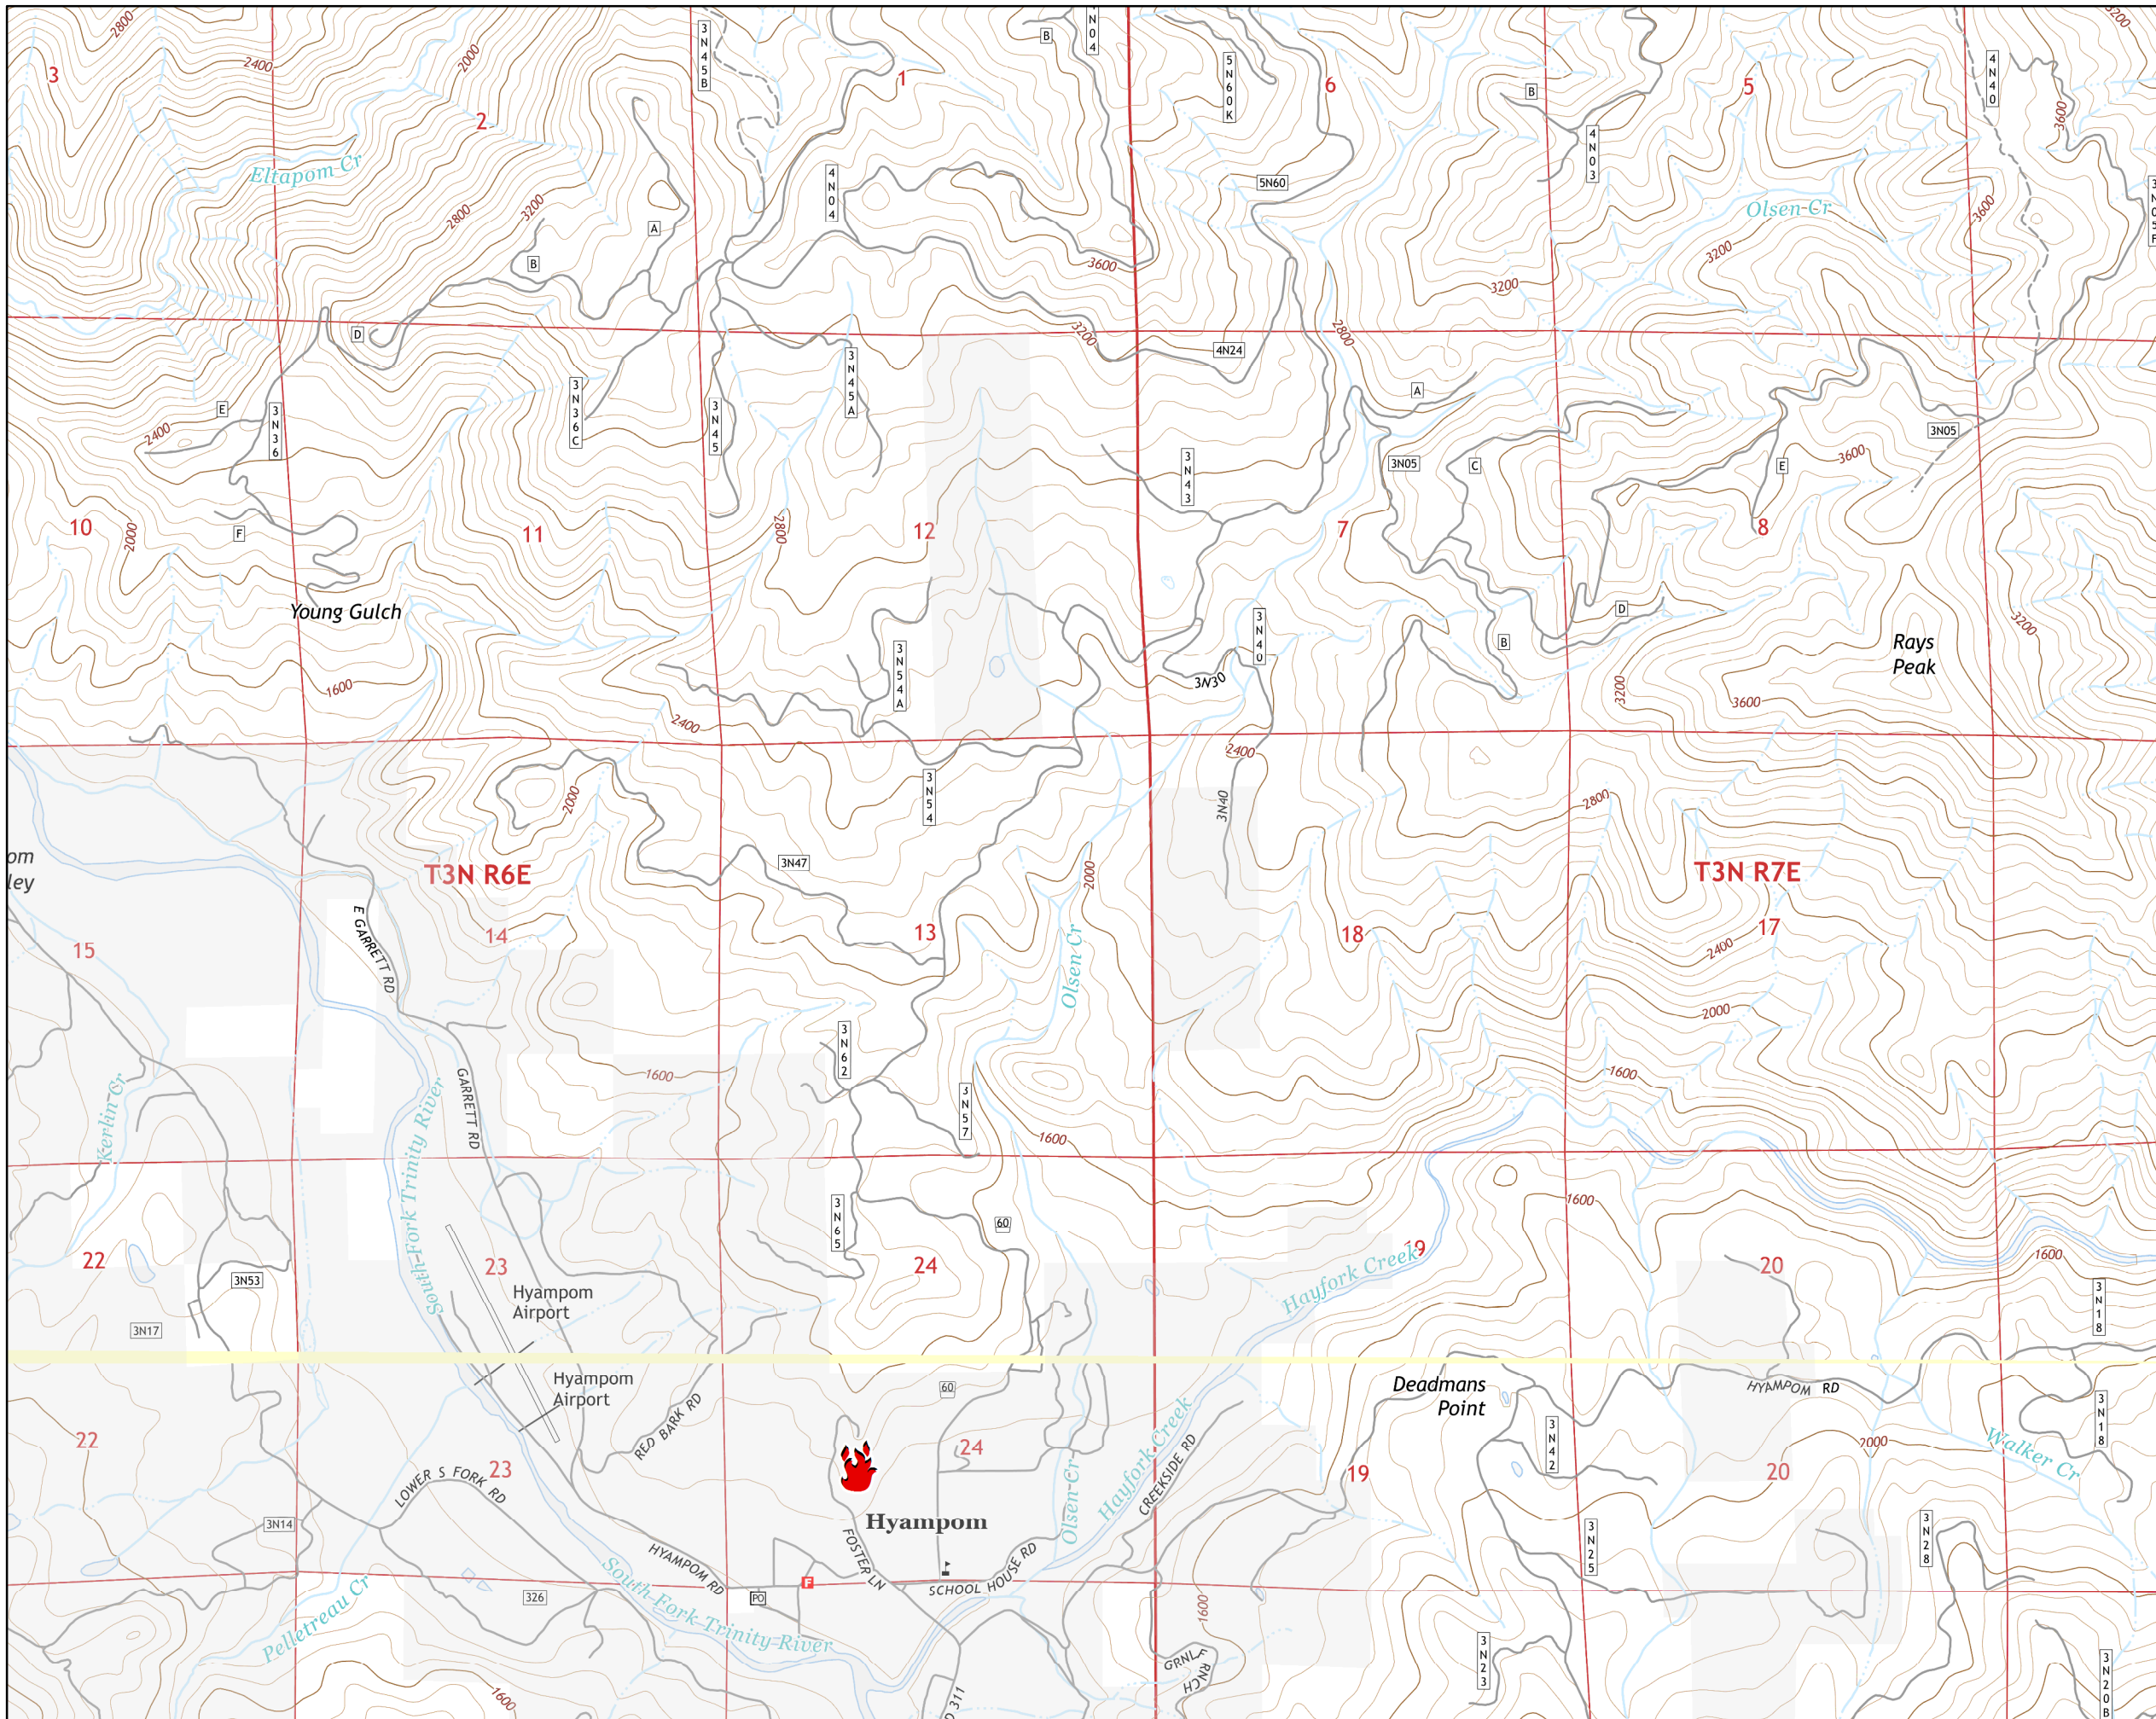 2800
3
2400
2000
2
3N45B
1
B
N04
5N60K
6
B
5
4N40
3200
3600
Eltapom Cr
2800
3200
A
B
4N04
5N60
4N03
Olsen Cr
3600
3200
3600
3200
D
3200
4N24
2800
E
3N36
2400
3N36C
3N45
3N45A
3N43
A
3N05
C
E
3600
3N05
10
2000
F
11
2800
12
7
8
Young Gulch
1600
3N54A
3N40
3N30
B
D
3200
3600
Rays
Peak
3200
2400
2400
2000
3N54
3N40
2800
om
ley
T3N R6E
3N47
2000
T3N R7E
15
E GARRETT RD
14
13
Olsen Cr
18
17
2400
2000
Kerlin Cr
South Fork Trinity River
GARRETT RD
1600
3N62
3N57
1600
1600
1600
22
3N53
3N17
23
Hyampom
Airport
3N65
24
60
Hayfork Creek
19
20
1600
3N18
Hyampom
Airport
RED BARK RD
60
Deadmans
Point
HYAMPOM RD
3N18
22
LOWER S FORK RD
23
24
Hayfork Creek
CREEKSIDE RD
19
3N42
20
2000
Walker Cr
3N14
Hyampom
Olsen Cr
3N25
3N28
HYAMPOM RD
FOSTER LN
F
PO
SCHOOL HOUSE RD
326
South Fork Trinity River
Pelletreau Cr
1600
1600
GRNLF RNCH
3N23
3N20B
311